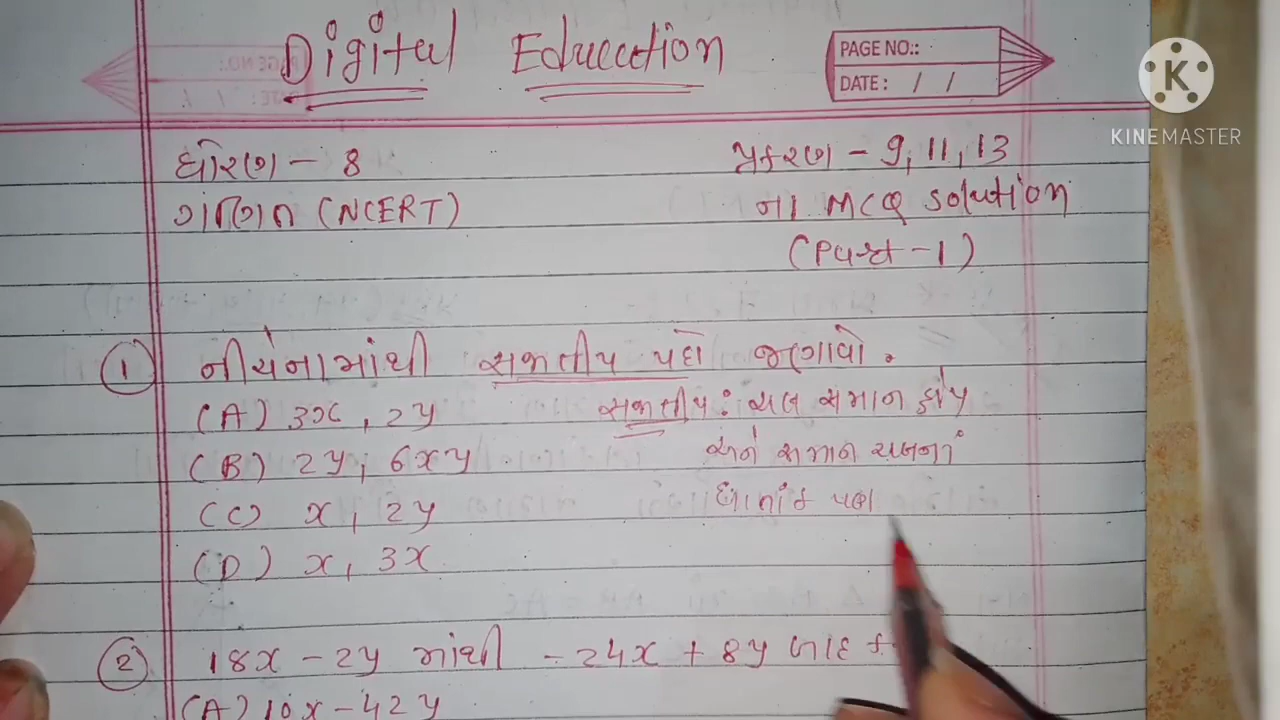 Digital Education
PAGE NO.:
DATE: / /
KINEMASTER
ધોરણ - 8
પ્રકરણ - 9, 11, 13
ગણિત (NCERT)
ના MCQ solution
(Part-1)
① નીચેનામાંથી સજાતીય પદો જણાવો.
(A) 3x, 2y
સજાતીય : ચલ સમાન હોય
(B) 2y, 6xy
અને સમાન ચલનાં
(C) x, 2y
ઘાતાંક પણ
(D) x, 3x
② 18x - 2y માંથી - 24x + 8y બાદ
(A) 10x - 42y